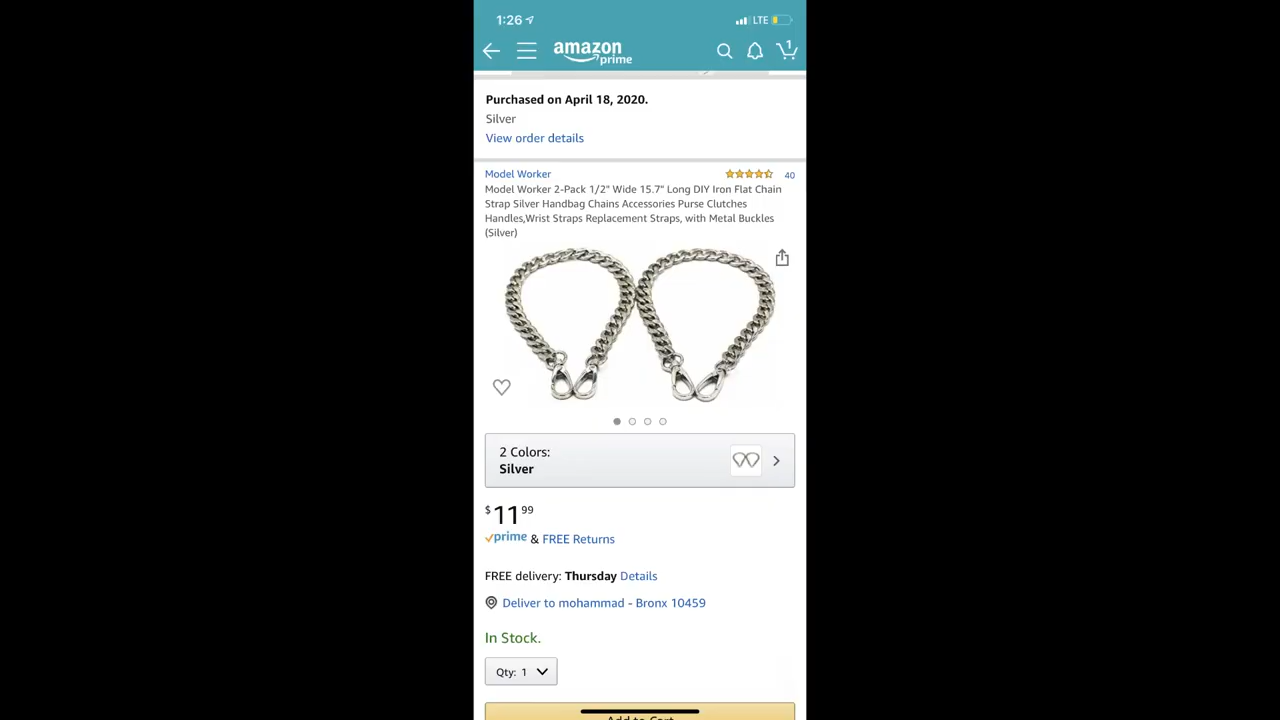 1:26
LTE
amazon
prime
1
Purchased on April 18, 2020.
Silver
View order details
Model Worker
40
Model Worker 2-Pack 1/2" Wide 15.7" Long DIY Iron Flat Chain
Strap Silver Handbag Chains Accessories Purse Clutches
Handles,Wrist Straps Replacement Straps, with Metal Buckles
(Silver)
2 Colors:
Silver
$11 99
prime & FREE Returns
FREE delivery: Thursday Details
Deliver to mohammad - Bronx 10459
In Stock.
Qty: 1
Add to Cart